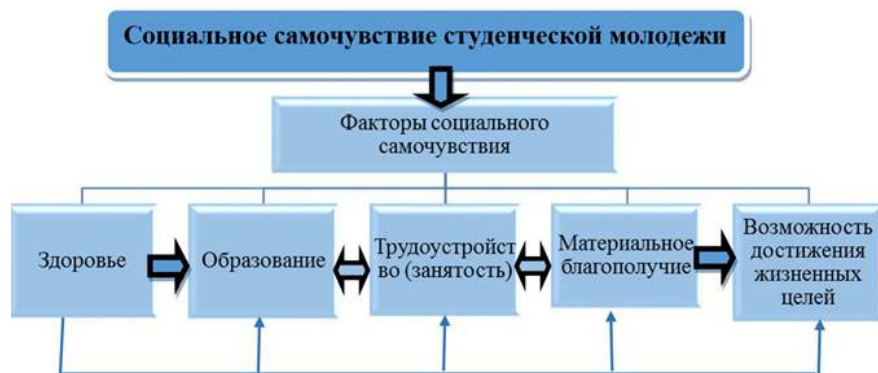 Социальное самочувствие студенческой молодежи
Факторы социального
самочувствия
Здоровье
Образование
Трудоустройст
во (занятость)
Материальное
благополучие
Возможность
достижения
жизненных
целей